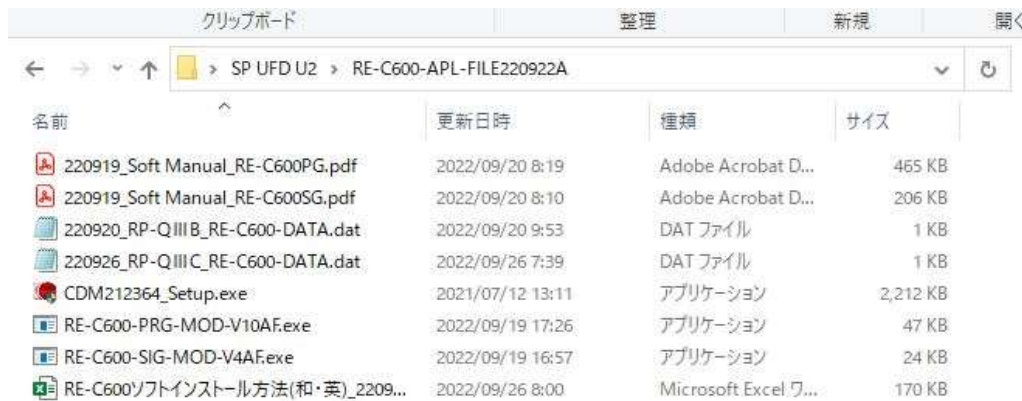 クリップボード 整理 新規 開く
SP UFD U2 > RE-C600-APL-FILE220922A
名前 更新日時 種類 サイズ
220919_Soft Manual_RE-C600PG.pdf 2022/09/20 8:19 Adobe Acrobat D... 465 KB
220919_Soft Manual_RE-C600SG.pdf 2022/09/20 8:10 Adobe Acrobat D... 206 KB
220920_RP-QⅢB_RE-C600-DATA.dat 2022/09/20 9:53 DAT ファイル 1 KB
220926_RP-QⅢC_RE-C600-DATA.dat 2022/09/26 7:39 DAT ファイル 1 KB
CDM212364_Setup.exe 2021/07/12 13:11 アプリケーション 2,212 KB
RE-C600-PRG-MOD-V10AF.exe 2022/09/19 17:26 アプリケーション 47 KB
RE-C600-SIG-MOD-V4AF.exe 2022/09/19 16:57 アプリケーション 24 KB
RE-C600ソフトインストール方法(和・英)_2209... 2022/09/26 8:00 Microsoft Excel ワ... 170 KB